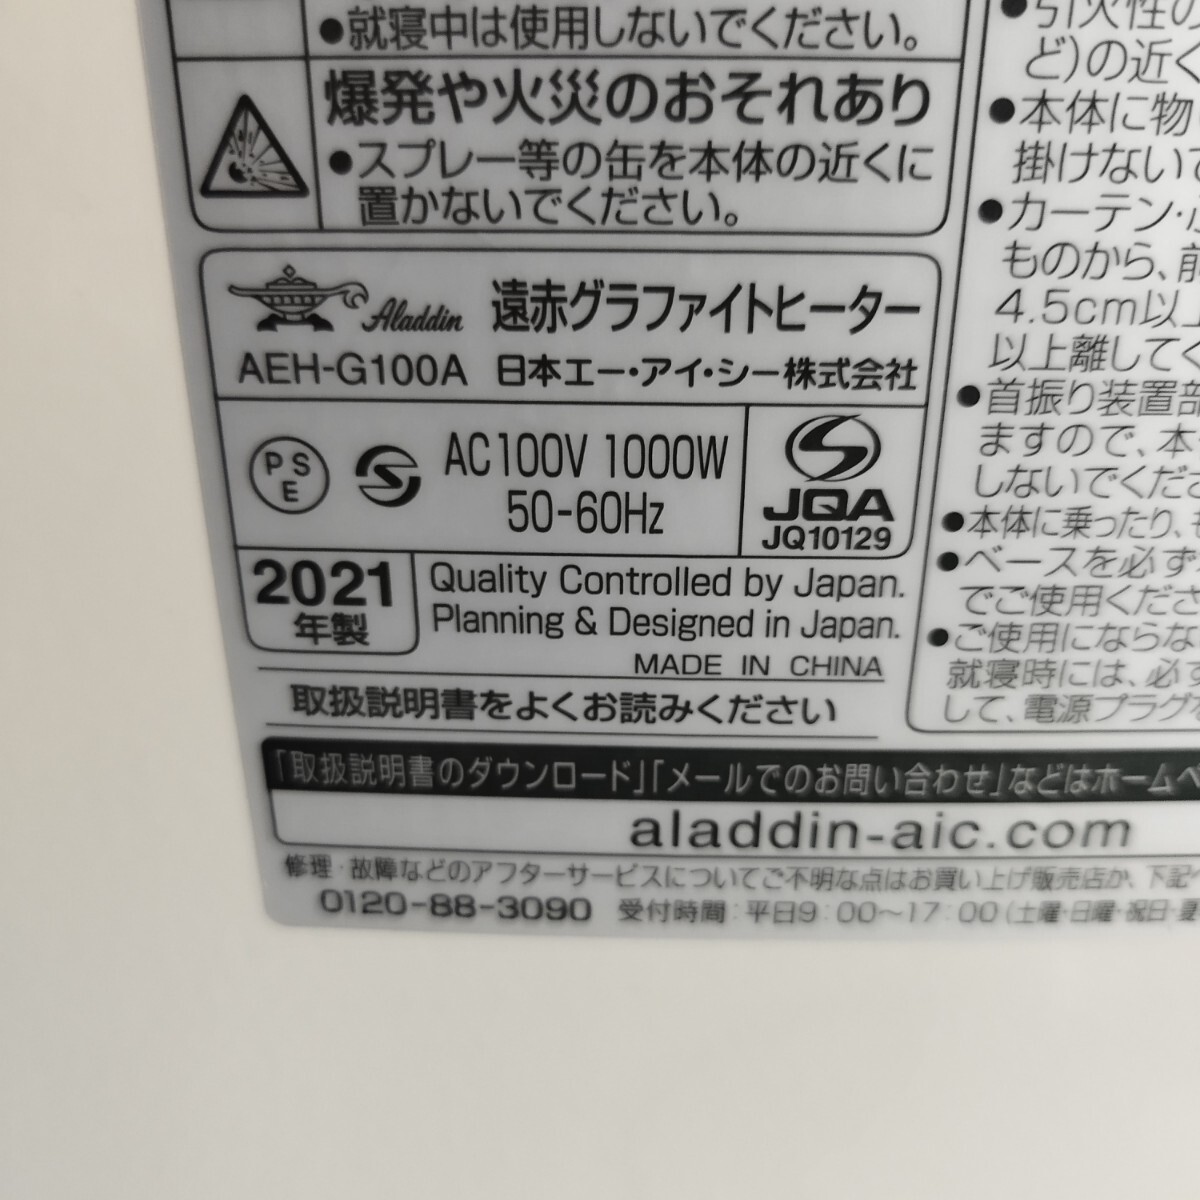 ●就寝中は使用しないでください。
爆発や火災のおそれあり
●スプレー等の缶を本体の近くに
置かないでください。
Aladdin 遠赤グラファイトヒーター
AEH-G100A 日本エー・アイ・シー株式会社
PS
E
AC100V 1000W
50-60Hz
JQA
JQ10129
2021
年製
Quality Controlled by Japan.
Planning & Designed in Japan.
MADE IN CHINA
取扱説明書をよくお読みください
●引火性の
ど)の近く
●本体に物
掛けないで
●カーテン・
ものから、前
4.5cm以上
以上離してく
●首振り装置部
ますので、本
しないでくださ
●本体に乗ったり、
●ベースを必ず
でご使用くださ
●ご使用にならな
就寝時には、必ず
して、電源プラグ
「取扱説明書のダウンロード」「メールでのお問い合わせ」などはホームペ
aladdin-aic.com
修理・故障などのアフターサービスについてご不明な点はお買い上げ販売店か、下記へ
0120-88-3090 受付時間:平日9:00〜17:00(土曜・日曜・祝日・夏